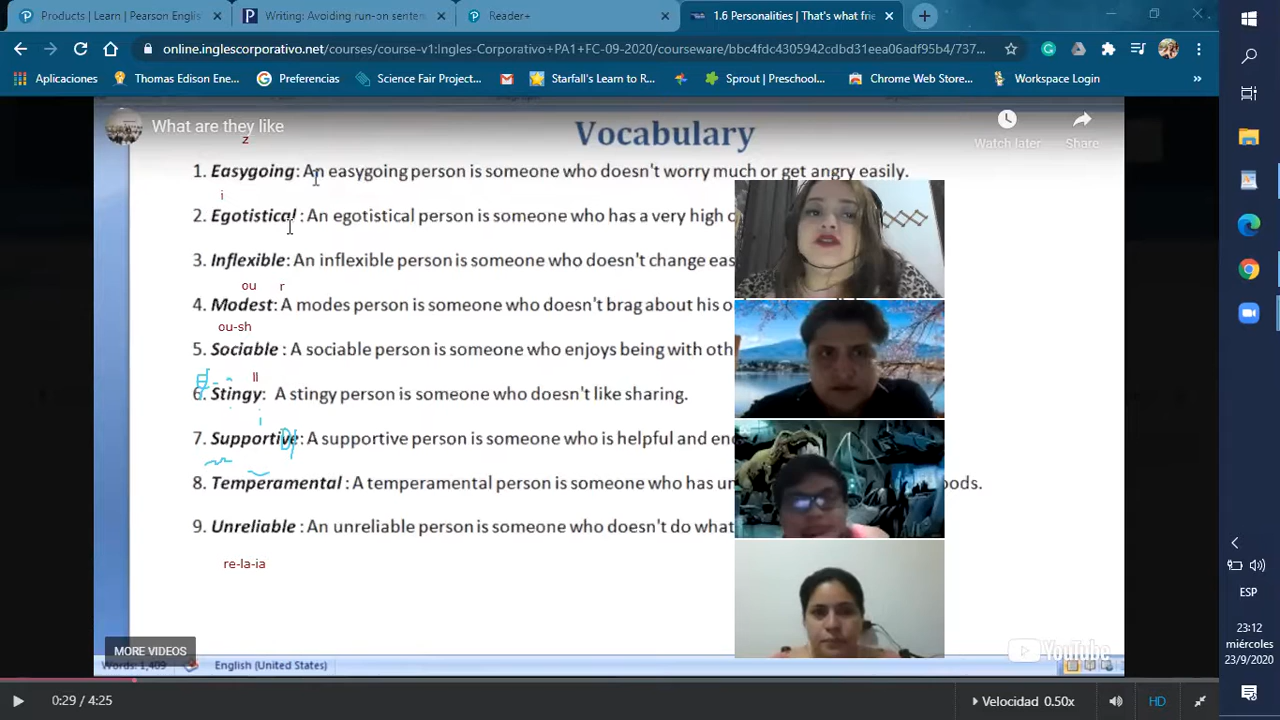 Products | Learn | Pearson Englis
Writing: Avoiding run-on senten
Reader+
1.6 Personalities | That's what frie
online.inglescorporativo.net/courses/course-v1:Ingles-Corporativo+PA1+FC-09-2020/courseware/bbc4fdc4305942cdbd31eea06adf95b4/737...
Aplicaciones
Thomas Edison Ene...
Preferencias
Science Fair Project...
Starfall's Learn to R...
Sprout | Preschool...
Chrome Web Store...
Workspace Login
What are they like
Watch later
Share
Vocabulary
z
1. Easygoing: An easygoing person is someone who doesn't worry much or get angry easily.
i
2. Egotistical : An egotistical person is someone who has a very high
3. Inflexible: An inflexible person is someone who doesn't change eas
ou r
4. Modest: A modes person is someone who doesn't brag about his
ou-sh
5. Sociable : A sociable person is someone who enjoys being with oth
ll
6. Stingy: A stingy person is someone who doesn't like sharing.
i
7. Supportive: A supportive person is someone who is helpful and
8. Temperamental : A temperamental person is someone who has oods.
9. Unreliable : An unreliable person is someone who doesn't do what
re-la-ia
MORE VIDEOS
YouTube
Words: 1,409
English (United States)
0:29 / 4:25
Velocidad 0.50x
HD
ESP
23:12
miércoles
23/9/2020